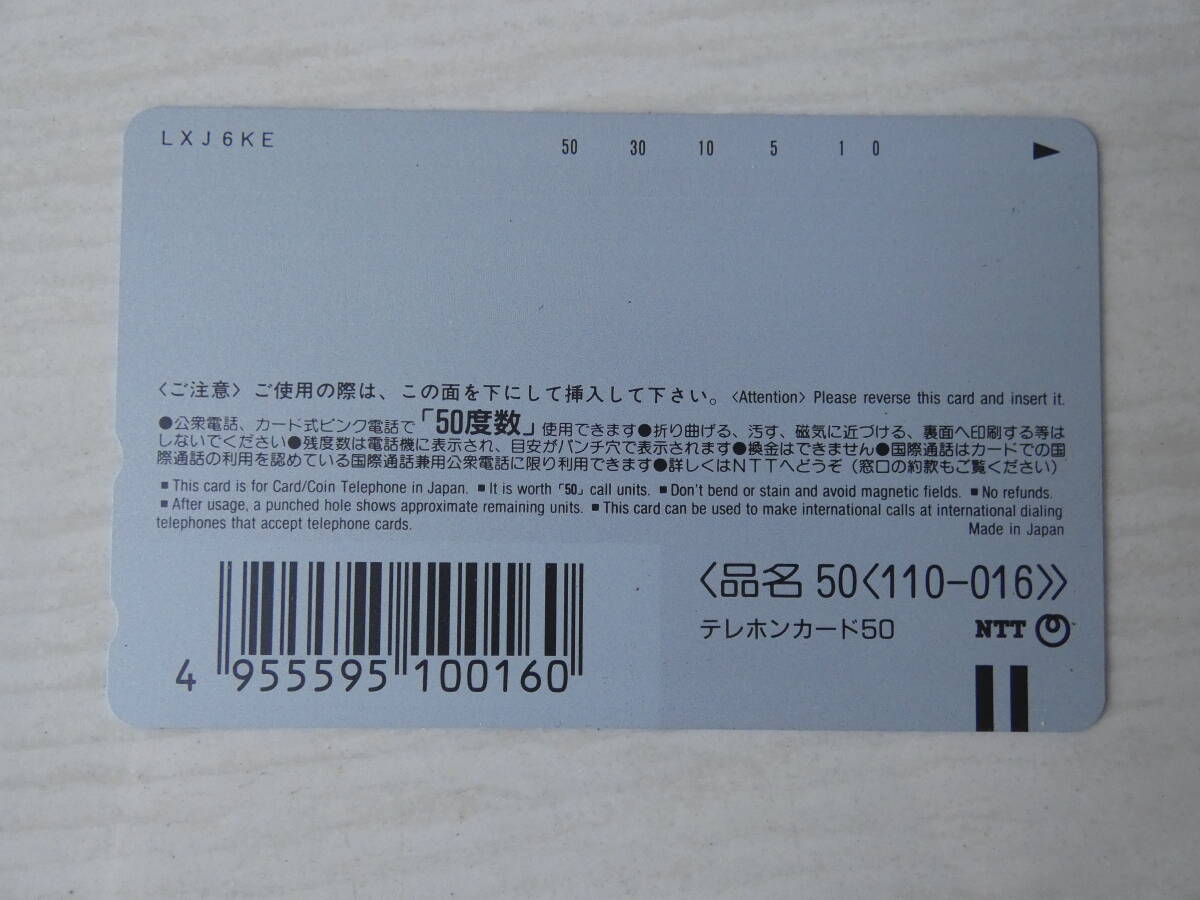 LXJ6KE
50 30 10 5 1 0
〈ご注意〉ご使用の際は、この面を下にして挿入して下さい。〈Attention〉Please reverse this card and insert it.
●公衆電話、カード式ピンク電話で「50度数」使用できます●折り曲げる、汚す、磁気に近づける、裏面へ印刷する等は
しないでください●残度数は電話機に表示され、目安がパンチ穴で表示されます●換金はできません●国際通話はカードでの国
際通話の利用を認めている国際通話兼用公衆電話に限り利用できます●詳しくはNTTへどうぞ（窓口の約款もご覧ください）
■This card is for Card/Coin Telephone in Japan. ■It is worth「50」call units. ■Don't bend or stain and avoid magnetic fields. ■No refunds.
■After usage, a punched hole shows approximate remaining units. ■This card can be used to make international calls at international dialing
telephones that accept telephone cards.
Made in Japan
〈品名 50〈110-016〉〉
テレホンカード50
NTT
4 955595 100160